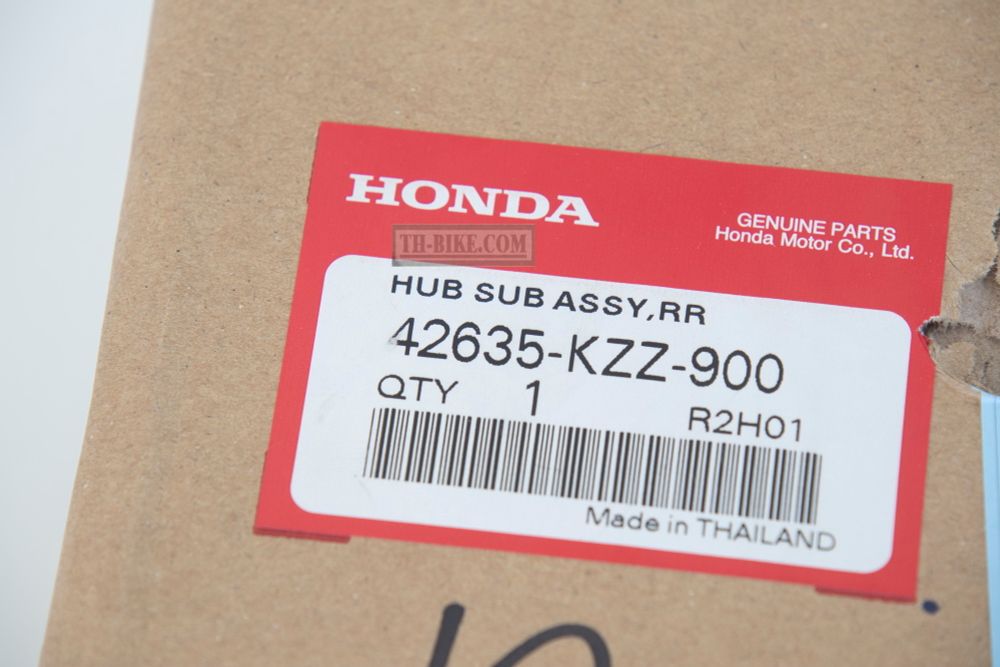 HONDA
GENUINE PARTS
Honda Motor Co., Ltd.
TH-BIKE.COM
HUB SUB ASSY,RR
42635-KZZ-900
QTY 1
R2H01
Made in THAILAND